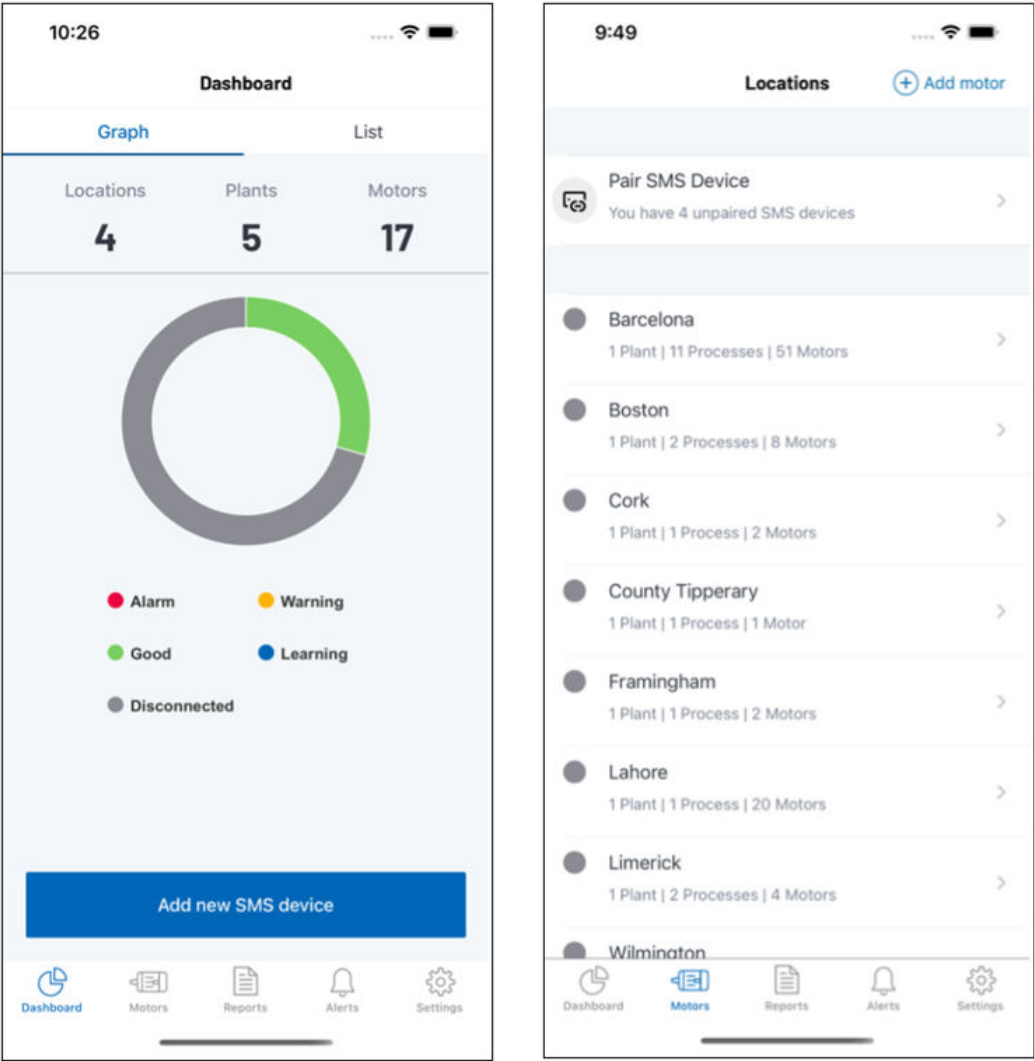 10:26
Dashboard
Graph List
Locations Plants Motors
4 5 17
Alarm Warning
Good Learning
Disconnected
Add new SMS device
Dashboard Motors Reports Alerts Settings
9:49
Locations Add motor
Pair SMS Device
You have 4 unpaired SMS devices
Barcelona
1 Plant | 11 Processes | 51 Motors
Boston
1 Plant | 2 Processes | 8 Motors
Cork
1 Plant | 1 Process | 2 Motors
County Tipperary
1 Plant | 1 Process | 1 Motor
Framingham
1 Plant | 1 Process | 2 Motors
Lahore
1 Plant | 1 Process | 20 Motors
Limerick
1 Plant | 2 Processes | 4 Motors
Wilmington
Dashboard Motors Reports Alerts Settings